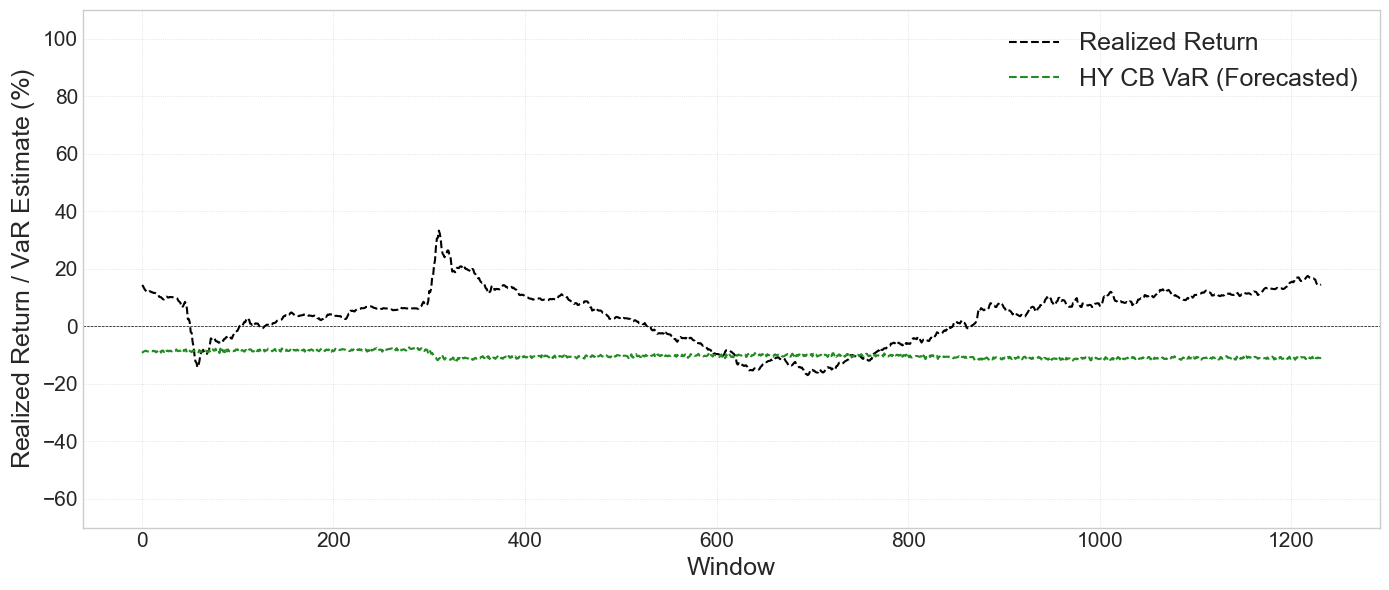 Realized Return
HY CB VaR (Forecasted)
Realized Return / VaR Estimate (%)
100
80
60
40
20
0
−20
−40
−60
0 200 400 600 800 1000 1200
Window